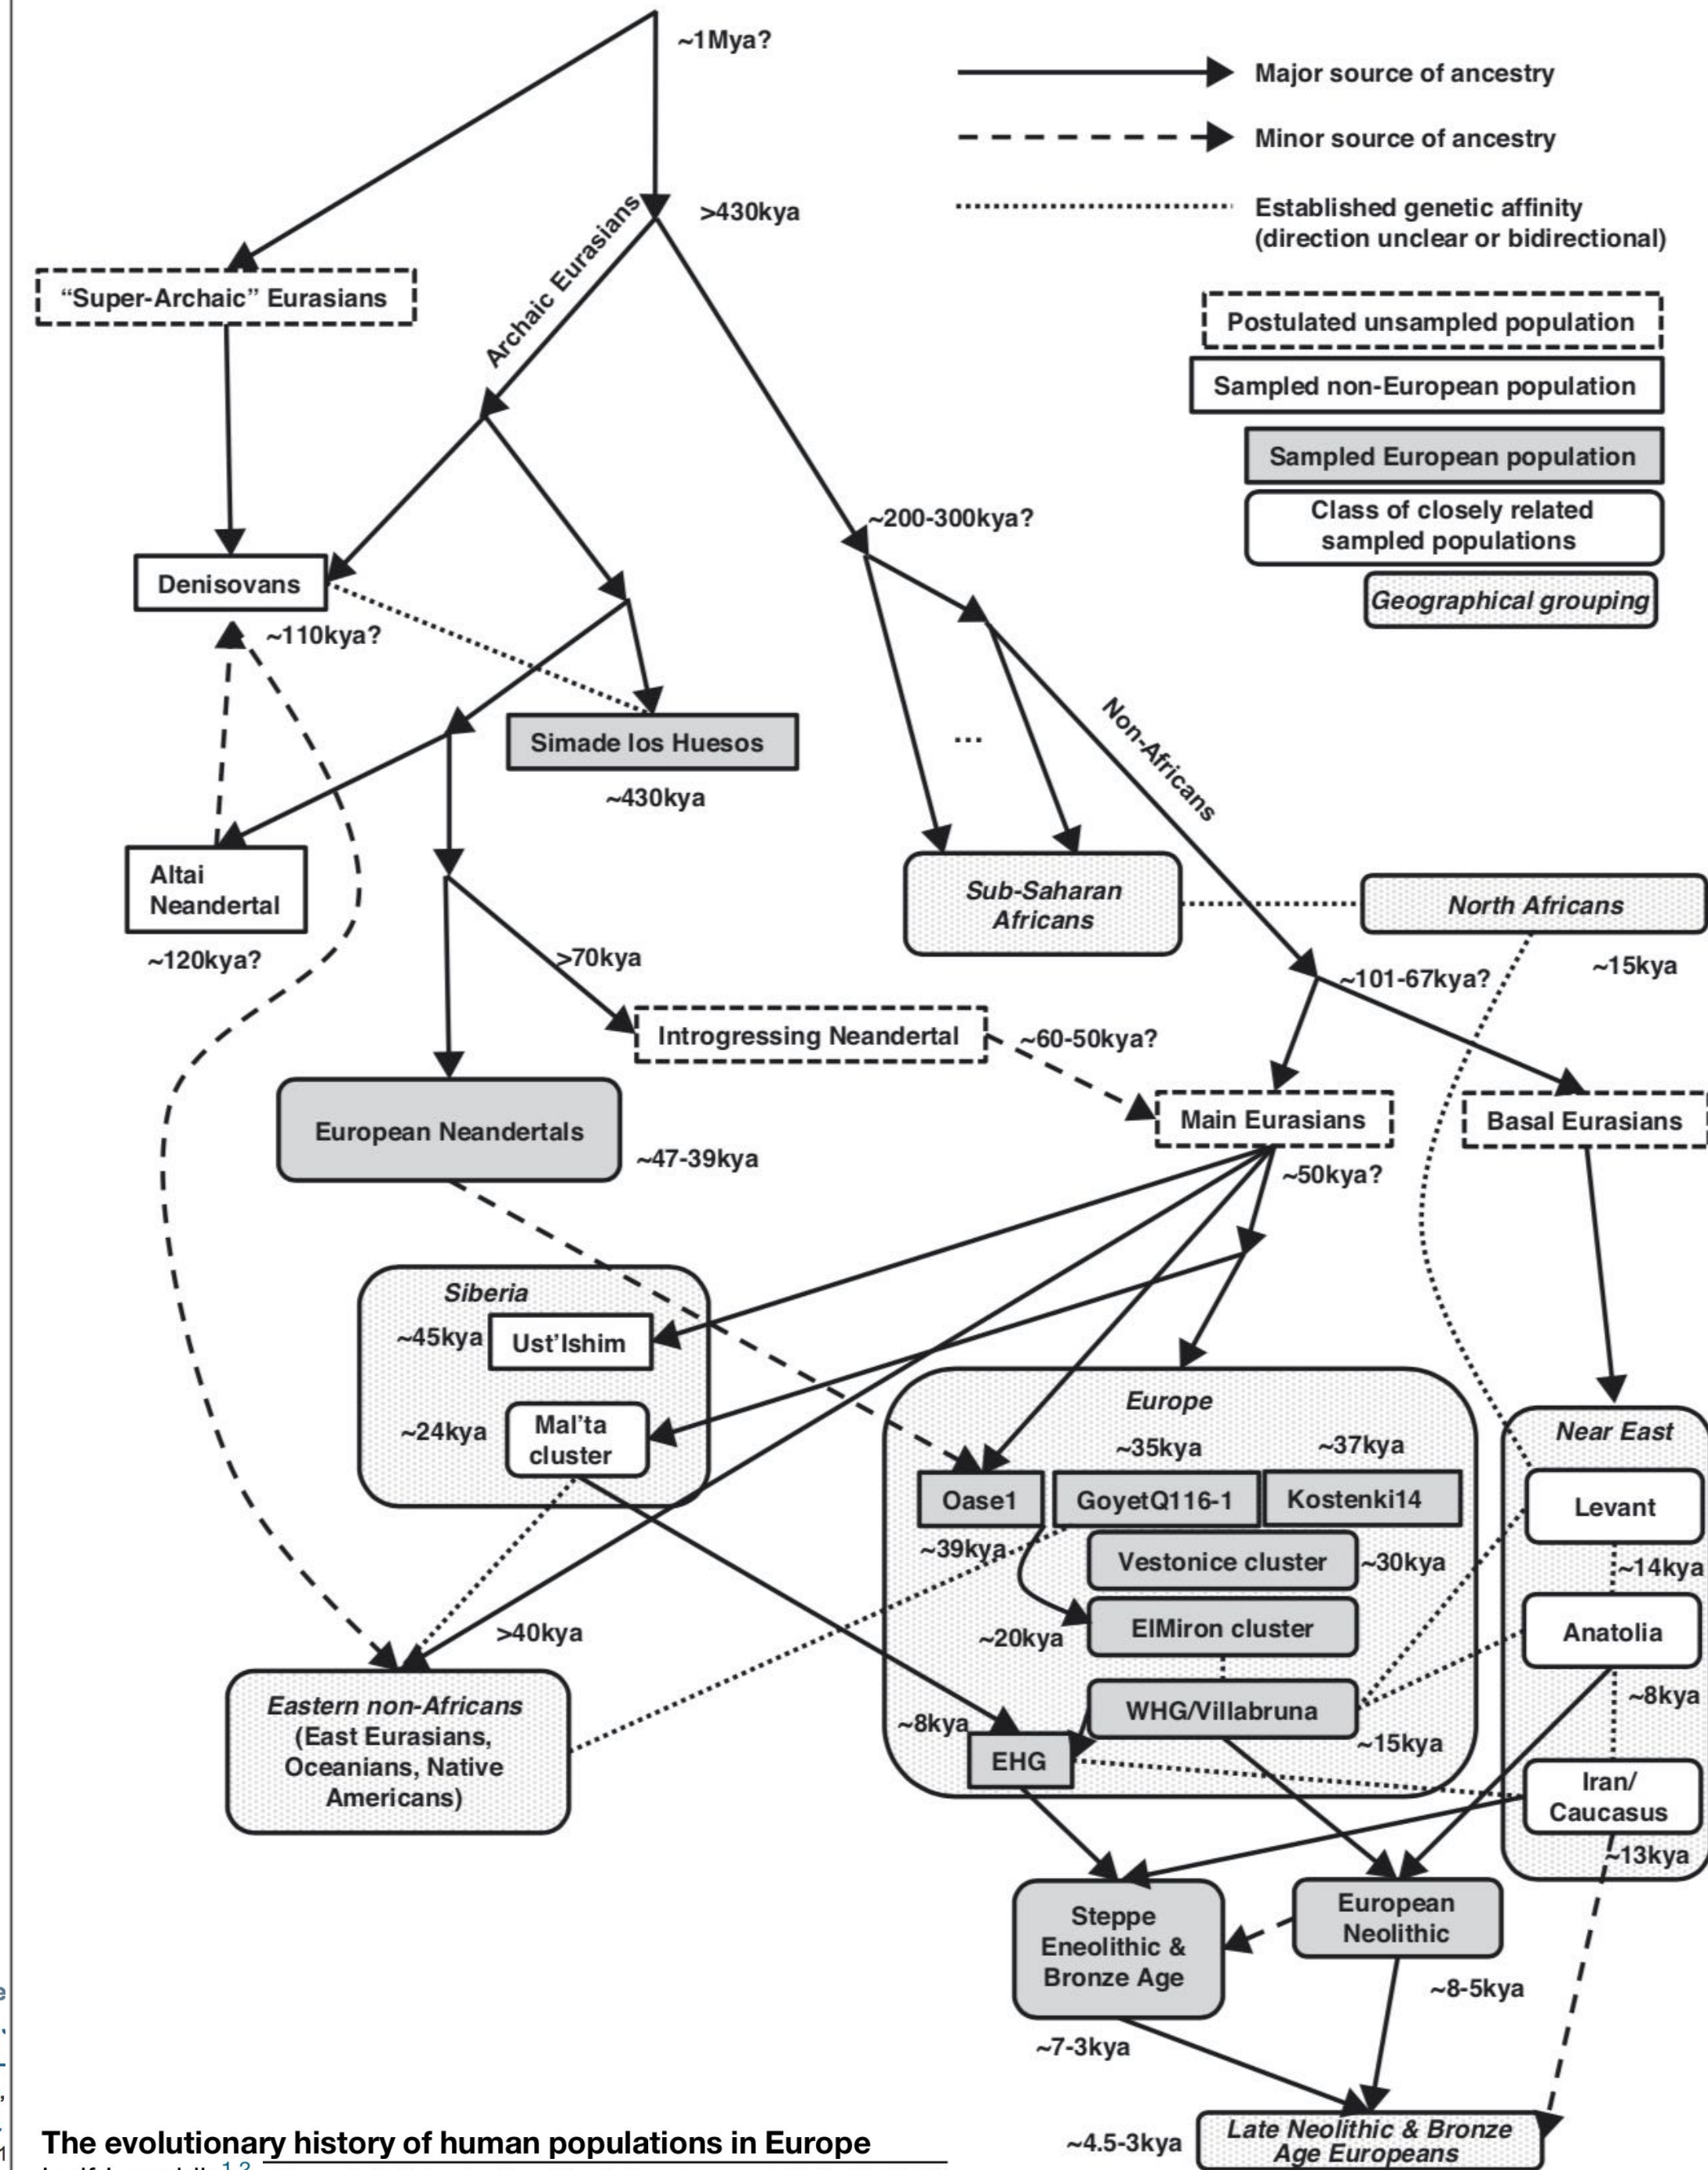 ~1Mya?
Major source of ancestry
Minor source of ancestry
Established genetic affinity
(direction unclear or bidirectional)
>430kya
Archaic Eurasians
"Super-Archaic" Eurasians
Postulated unsampled population
Sampled non-European population
Sampled European population
Class of closely related
sampled populations
Geographical grouping
~200-300kya?
Denisovans
~110kya?
Simade los Huesos
~430kya
...
Non-Africans
Altai
Neandertal
~120kya?
Sub-Saharan
Africans
North Africans
~15kya
>70kya
~101-67kya?
Introgressing Neandertal
~60-50kya?
Main Eurasians
Basal Eurasians
European Neandertals
~47-39kya
~50kya?
Siberia
~45kya
Ust'Ishim
~24kya
Mal'ta
cluster
Europe
~35kya
~37kya
Oase1
GoyetQ116-1
Kostenki14
~39kya
Vestonice cluster
~30kya
ElMiron cluster
~20kya
WHG/Villabruna
~15kya
~8kya
EHG
Near East
Levant
~14kya
Anatolia
~8kya
Iran/
Caucasus
~13kya
>40kya
Eastern non-Africans
(East Eurasians,
Oceanians, Native
Americans)
Steppe
Eneolithic &
Bronze Age
European
Neolithic
~8-5kya
~7-3kya
~4.5-3kya
Late Neolithic & Bronze
Age Europeans
The evolutionary history of human populations in Europe